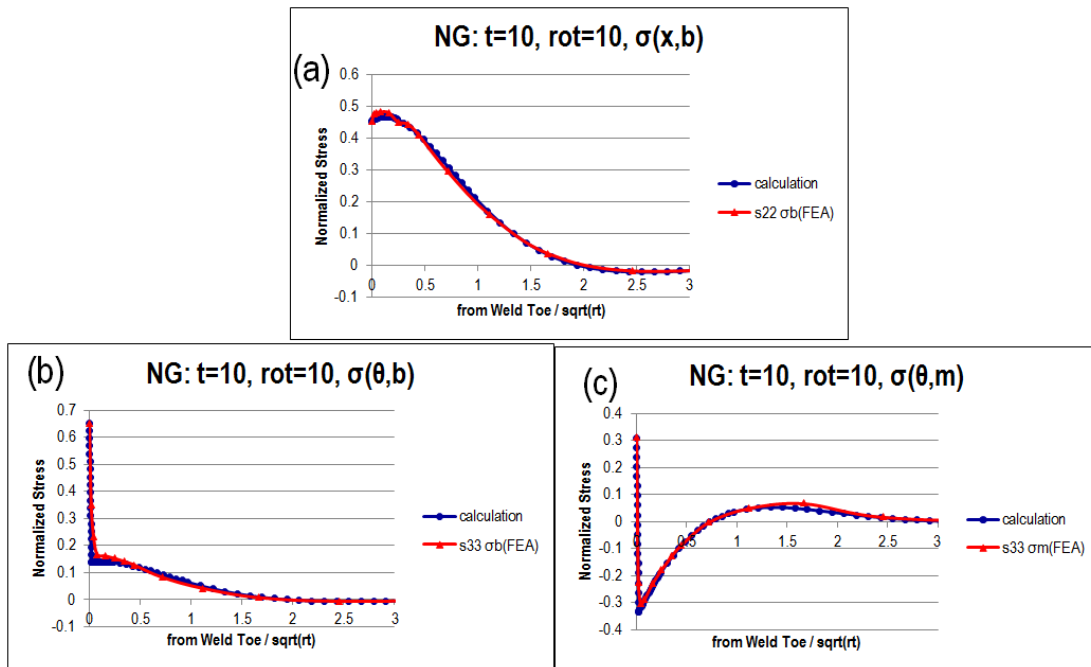 NG: t=10, rot=10, σ(x,b)
(a)
0.6
0.5
0.4
0.3
0.2
0.1
0
-0.1
Normalized Stress
0 0.5 1 1.5 2 2.5 3
from Weld Toe / sqrt(rt)
calculation
s22 σb(FEA)
(b)
NG: t=10, rot=10, σ(θ,b)
0.7
0.6
0.5
0.4
0.3
0.2
0.1
0
-0.1
Normalized Stress
0 0.5 1 1.5 2 2.5 3
from Weld Toe / sqrt(rt)
calculation
s33 σb(FEA)
(c)
NG: t=10, rot=10, σ(θ,m)
0.4
0.3
0.2
0.1
0
-0.1
-0.2
-0.3
-0.4
Normalized Stress
0 0.5 1 1.5 2 2.5 3
from Weld Toe / sqrt(rt)
calculation
s33 σm(FEA)